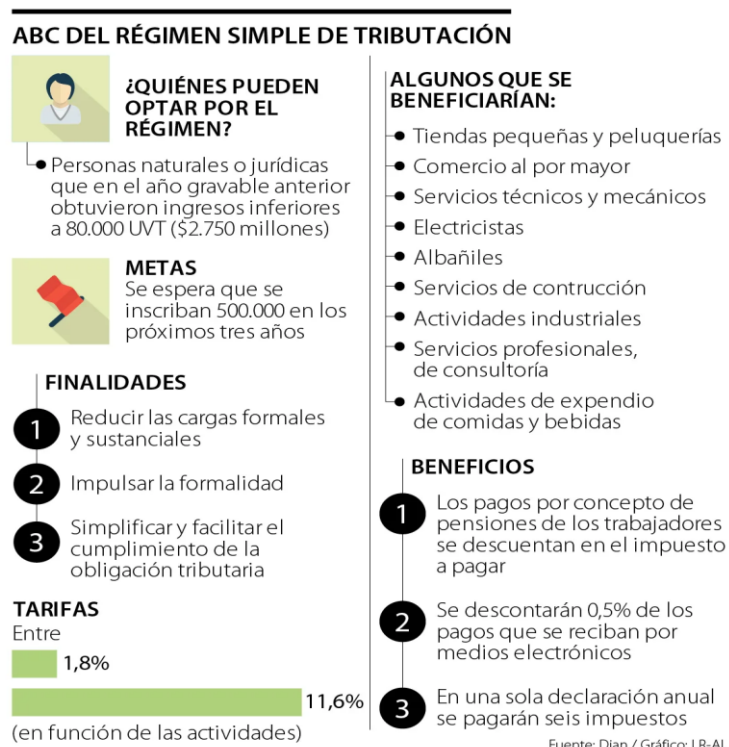 ABC DEL RÉGIMEN SIMPLE DE TRIBUTACIÓN
¿QUIÉNES PUEDEN
OPTAR POR EL
RÉGIMEN?
Personas naturales o jurídicas
que en el año gravable anterior
obtuvieron ingresos inferiores
a 80.000 UVT ($2.750 millones)
METAS
Se espera que se
inscriban 500.000 en los
próximos tres años
FINALIDADES
1 Reducir las cargas formales
y sustanciales
2 Impulsar la formalidad
3 Simplificar y facilitar el
cumplimiento de la
obligación tributaria
TARIFAS
Entre
1,8%
11,6%
(en función de las actividades)
ALGUNOS QUE SE
BENEFICIARÍAN:
Tiendas pequeñas y peluquerías
Comercio al por mayor
Servicios técnicos y mecánicos
Electricistas
Albañiles
Servicios de contrucción
Actividades industriales
Servicios profesionales,
de consultoría
Actividades de expendio
de comidas y bebidas
BENEFICIOS
1 Los pagos por concepto de
pensiones de los trabajadores
se descuentan en el impuesto
a pagar
2 Se descontarán 0,5% de los
pagos que se reciban por
medios electrónicos
3 En una sola declaración anual
se pagarán seis impuestos
Fuente: Dian / Gráfico: LR-AL